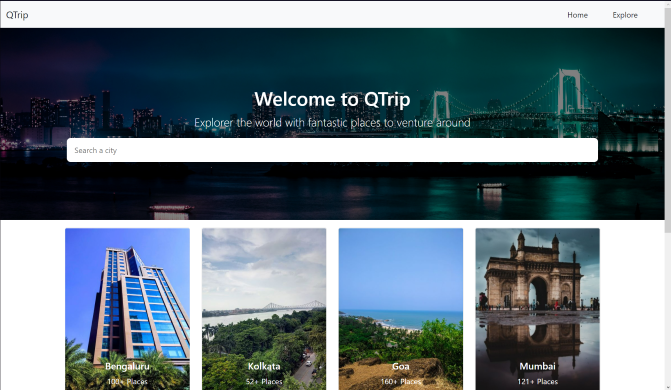 QTrip
Home Explore
Welcome to QTrip
Explorer the world with fantastic places to venture around
Search a city
Bengaluru
100+ Places
Kolkata
52+ Places
Goa
160+ Places
Mumbai
121+ Places